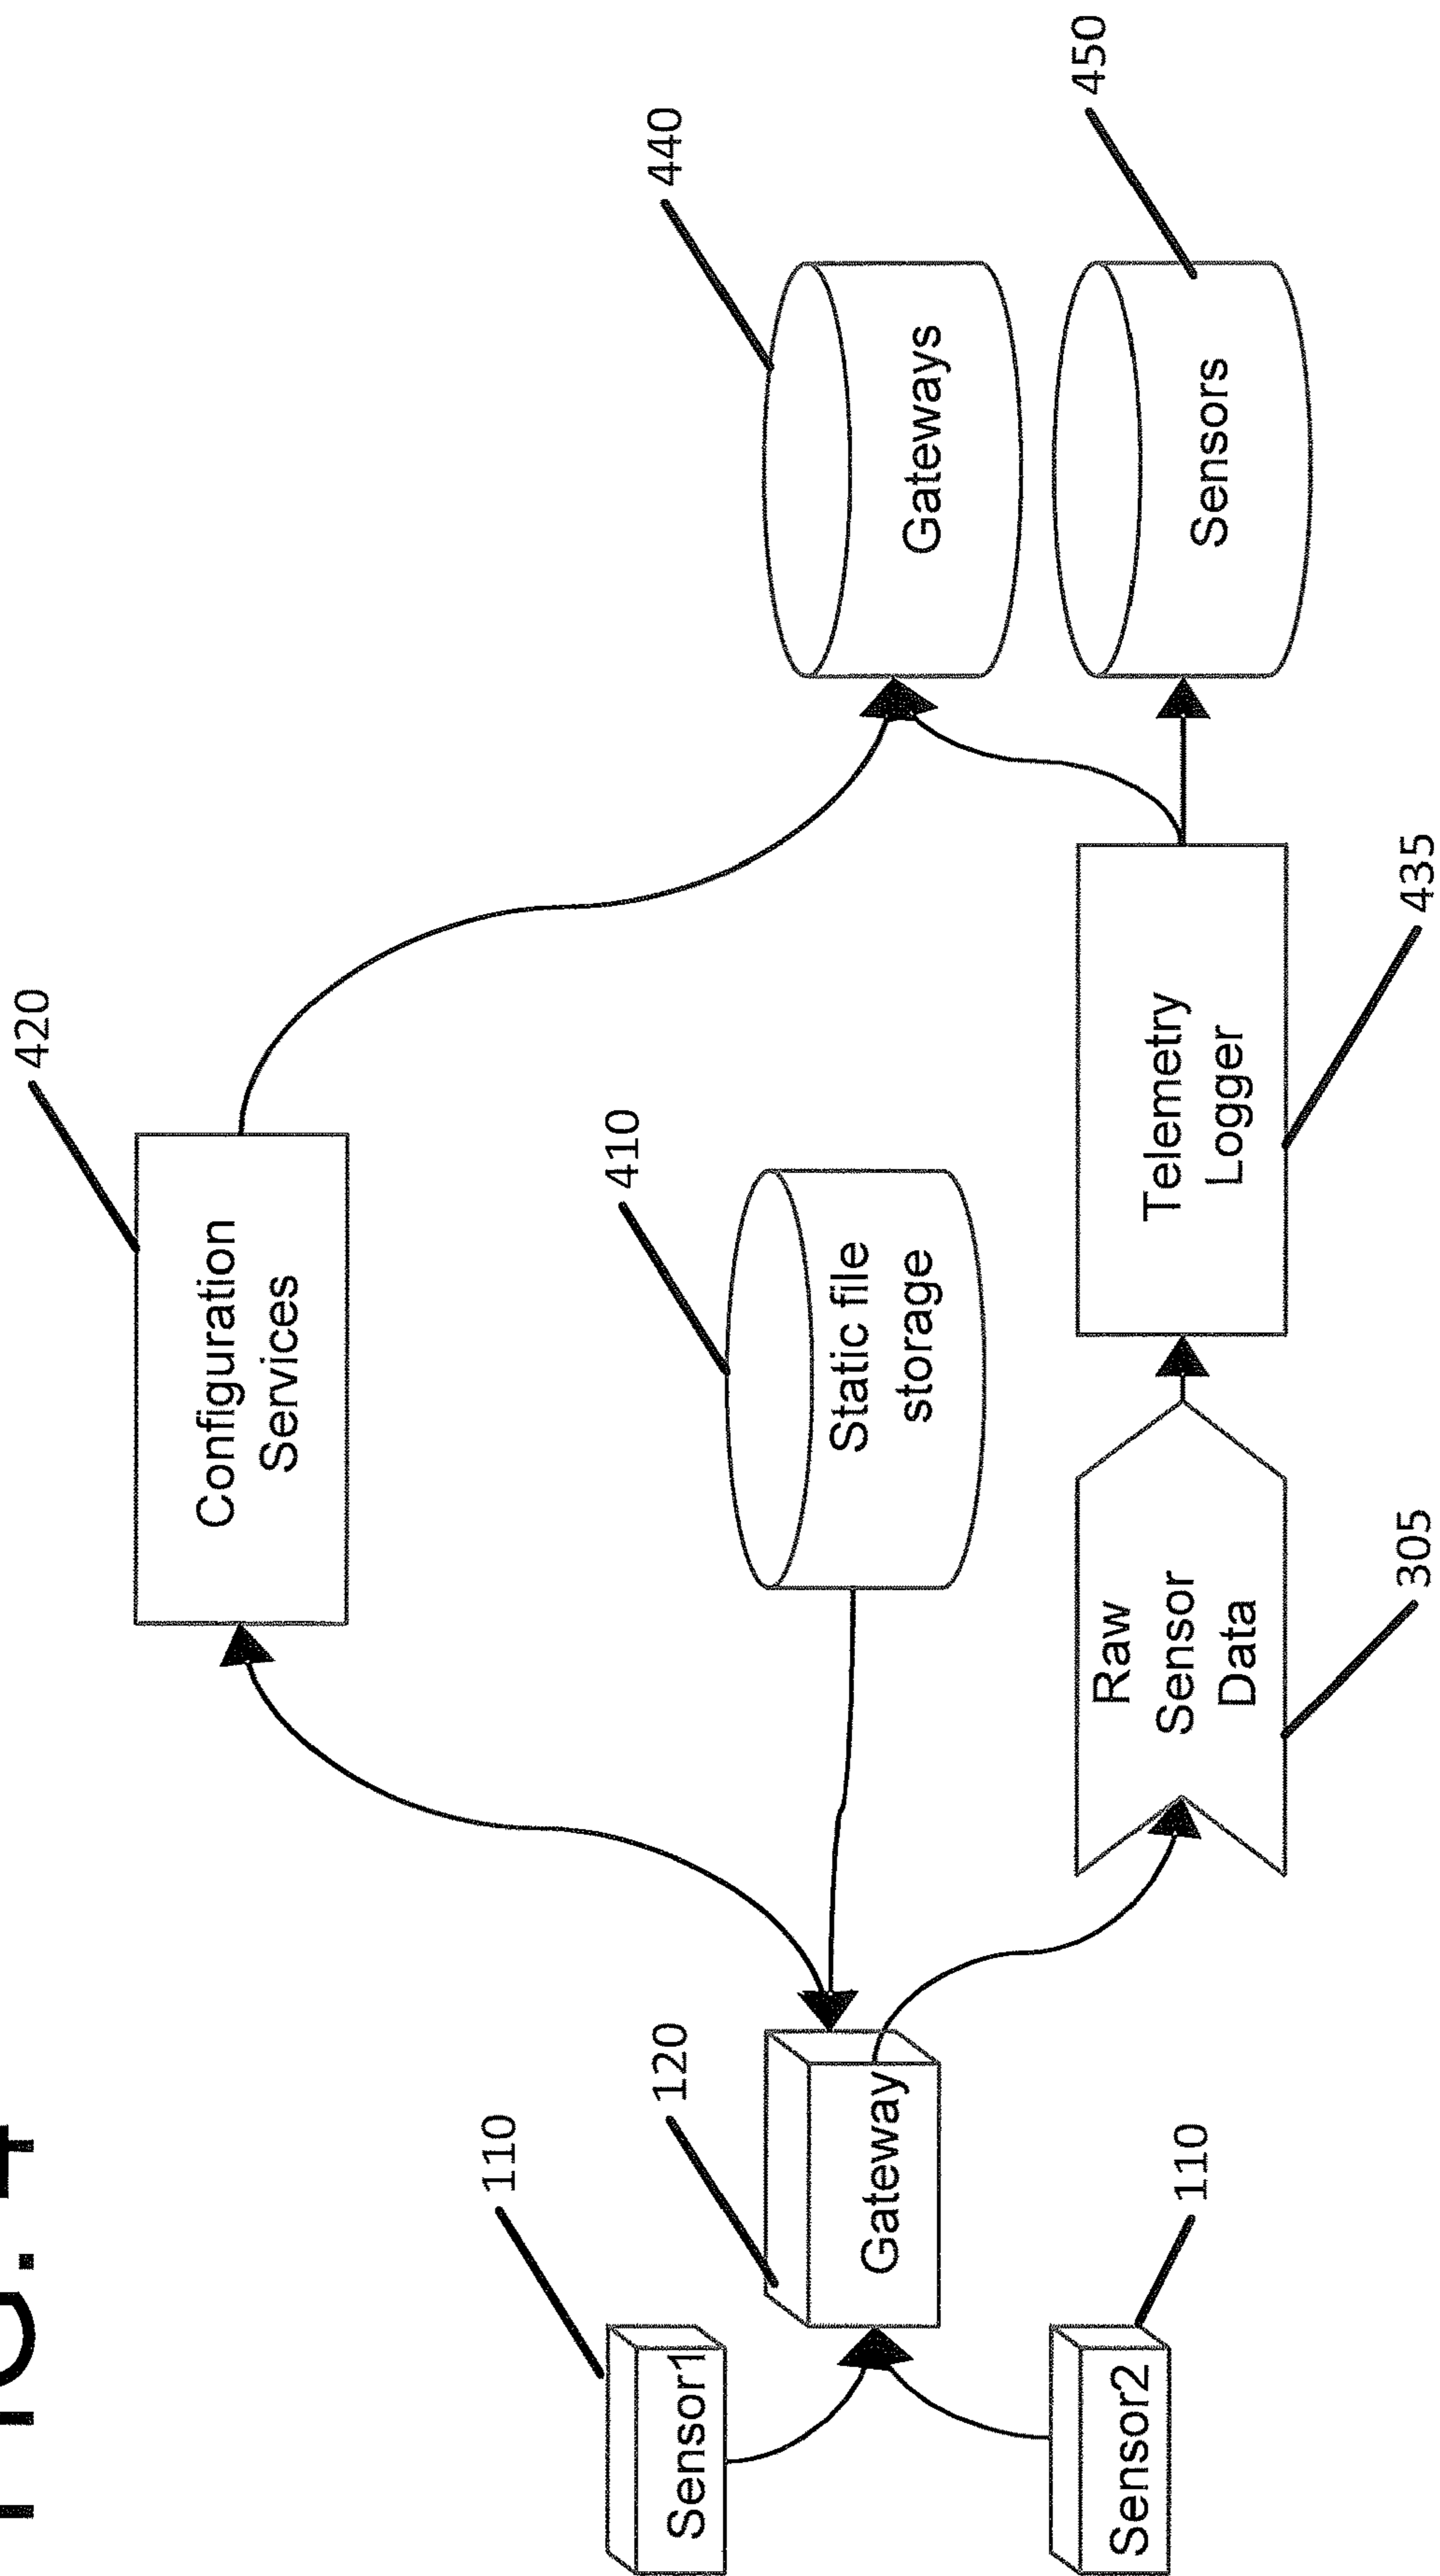 FIG. 4
420
Configuration
Services
440
410
Static file
storage
Gateways
450
110
120
Sensor1
Gateway
Sensors
Raw
Sensor
Data
Telemetry
Logger
Sensor2
110
305
435